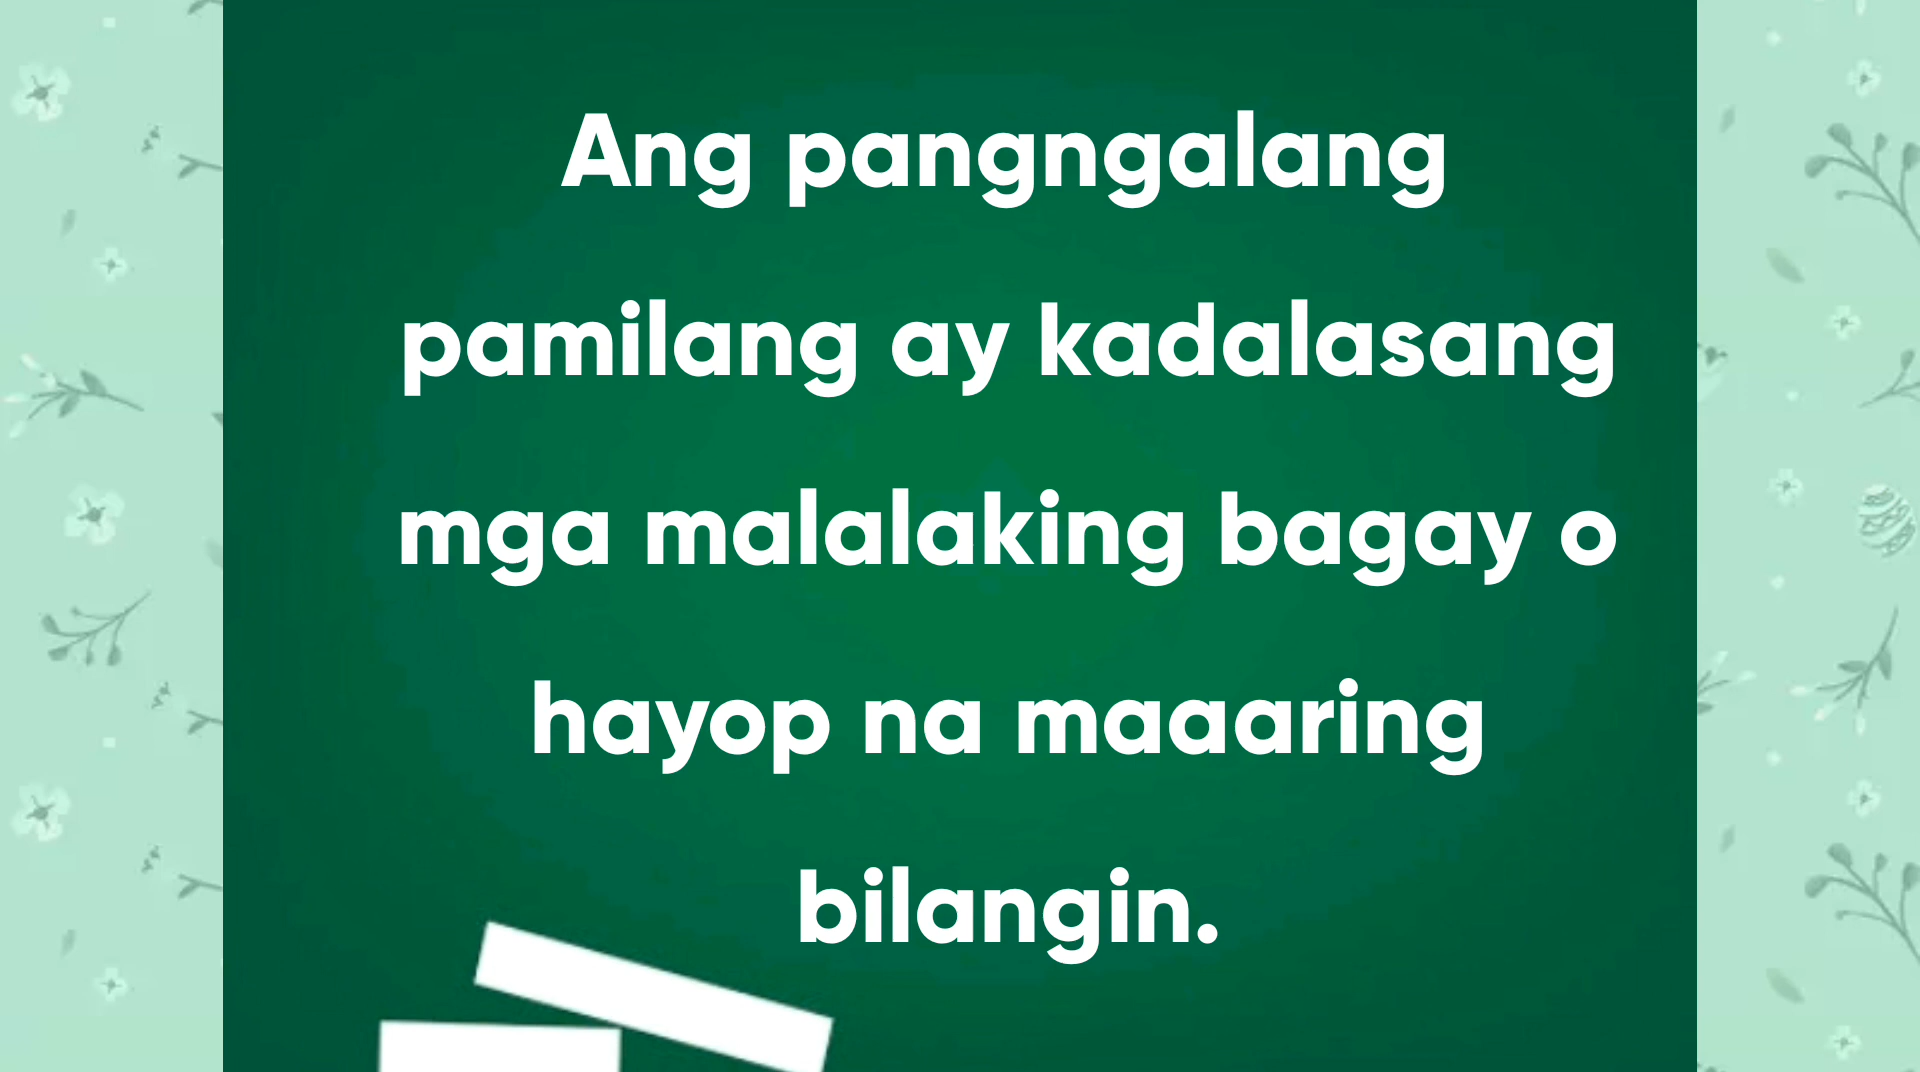 Ang pangngalang
pamilang ay kadalasang
mga malalaking bagay o
hayop na maaaring
bilangin.